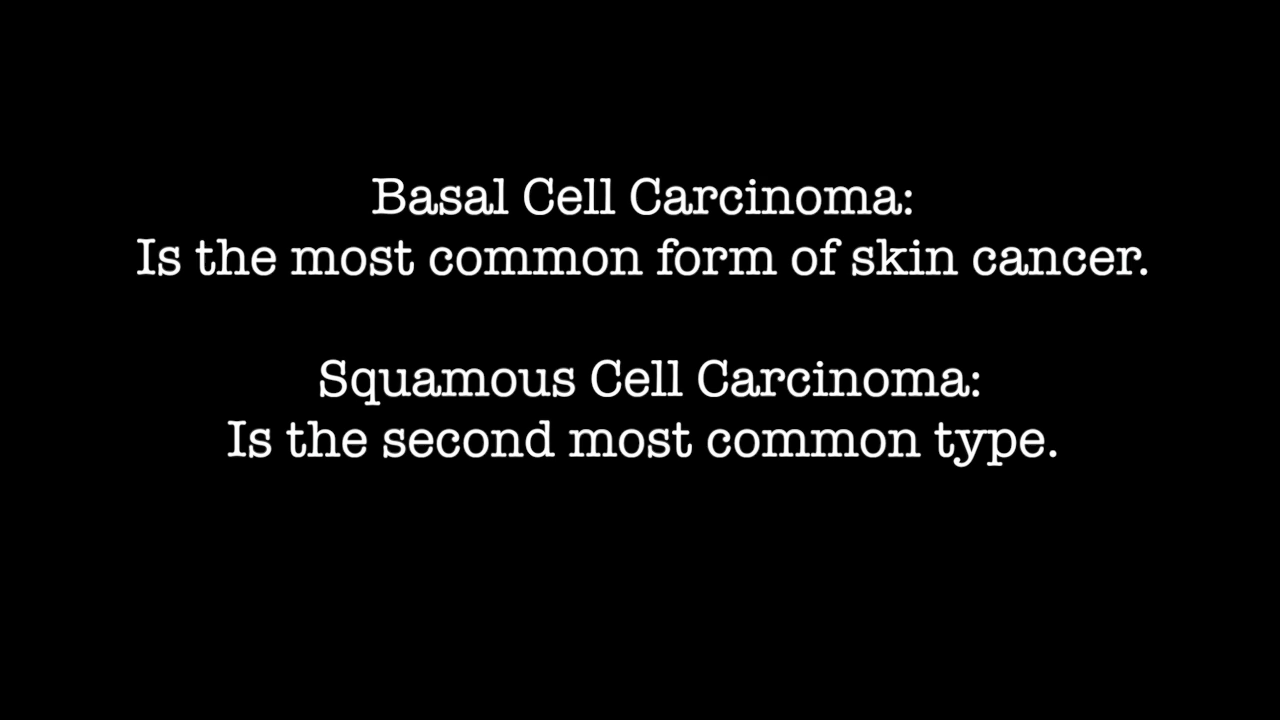 Basal Cell Carcinoma:
Is the most common form of skin cancer.
Squamous Cell Carcinoma:
Is the second most common type.